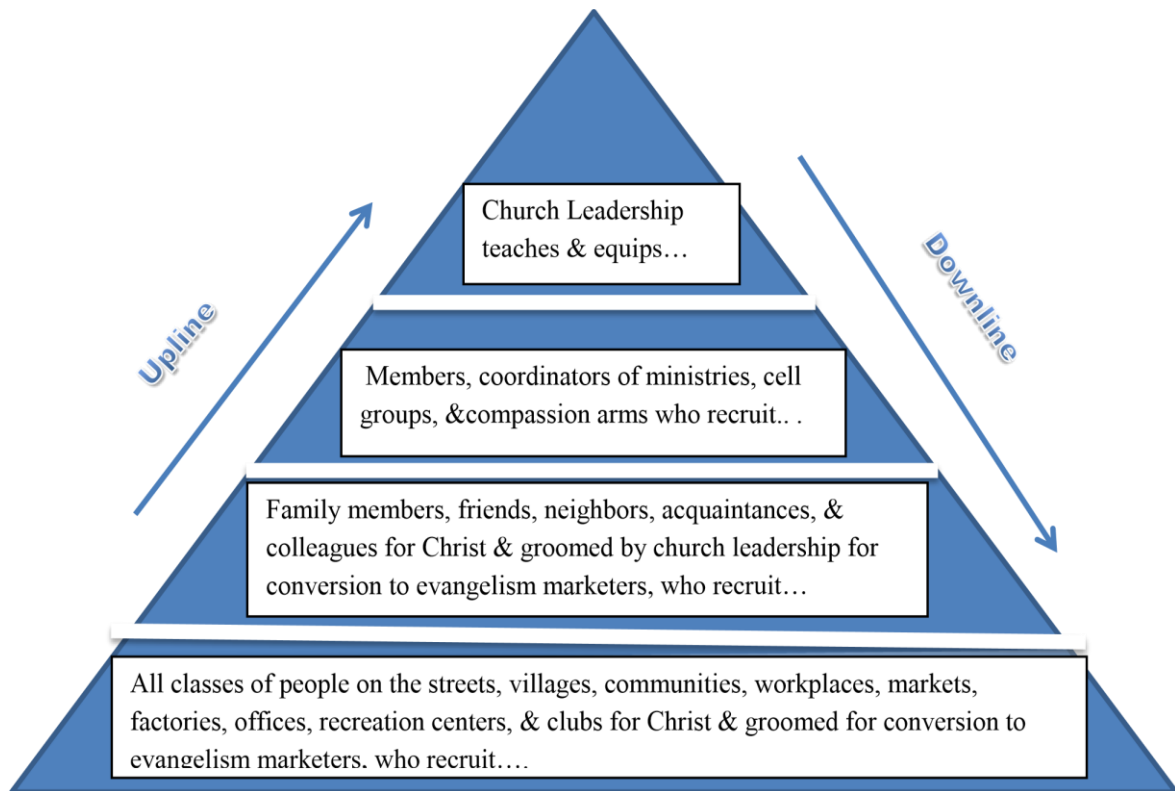 Church Leadership
teaches & equips…
Upline
Downline
Members, coordinators of ministries, cell
groups, &compassion arms who recruit.. .
Family members, friends, neighbors, acquaintances, &
colleagues for Christ & groomed by church leadership for
conversion to evangelism marketers, who recruit…
All classes of people on the streets, villages, communities, workplaces, markets,
factories, offices, recreation centers, & clubs for Christ & groomed for conversion to
evangelism marketers, who recruit….